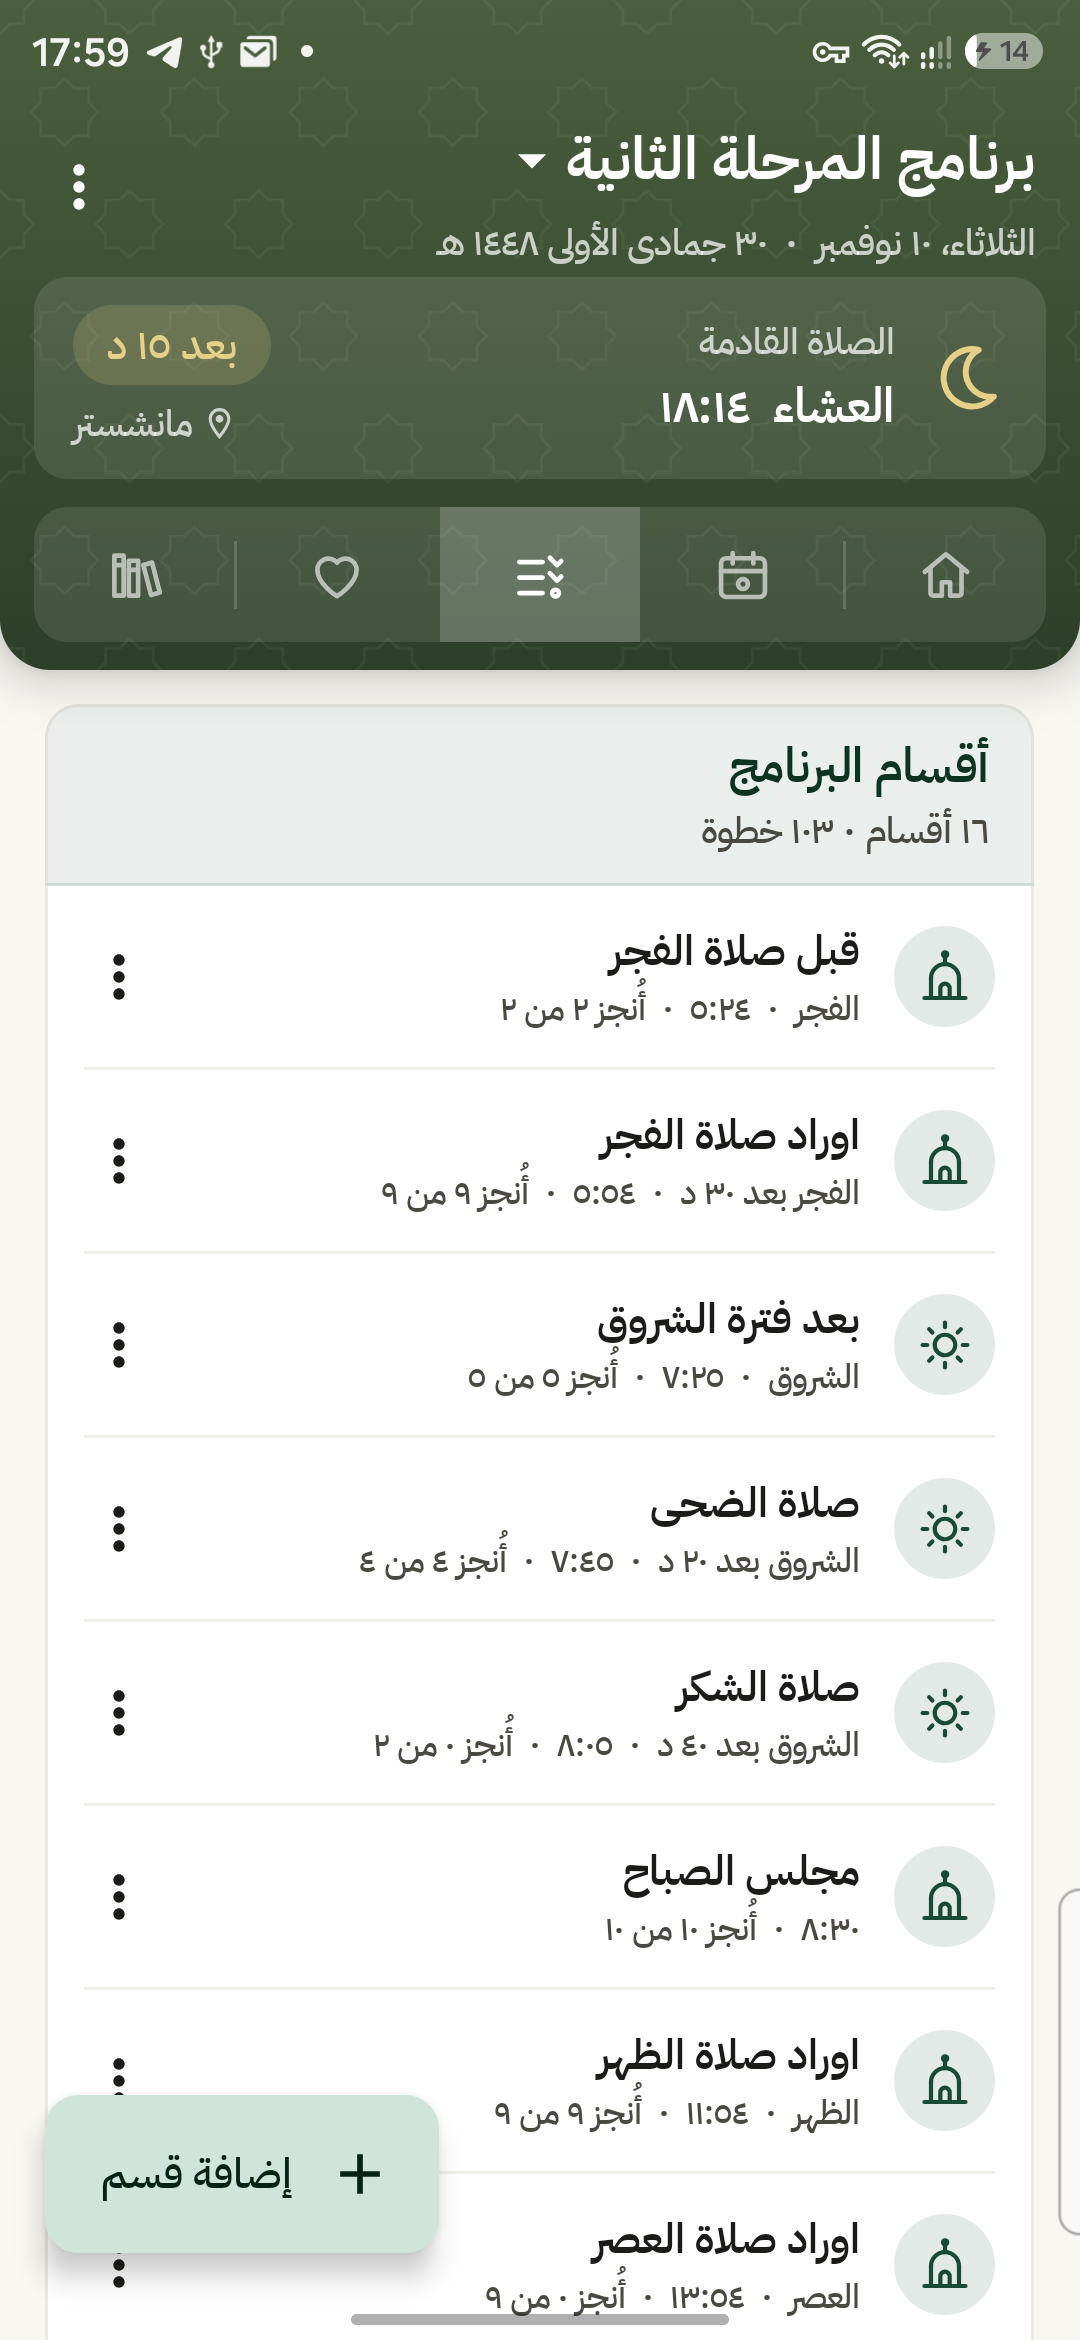 17:59
14
برنامج المرحلة الثانية
الثلاثاء، ١٠ نوفمبر · ٣٠ جمادى الأولى ١٤٤٨ هـ
الصلاة القادمة
العشاء ١٨:١٤
بعد ١٥ د
مانشستر
أقسام البرنامج
١٦ أقسام · ١٠٣ خطوة
قبل صلاة الفجر
الفجر · ٥:٢٤ · أُنجز ٢ من ٢
اوراد صلاة الفجر
الفجر بعد ٣٠ د · ٥:٥٤ · أُنجز ٩ من ٩
بعد فترة الشروق
الشروق · ٧:٢٥ · أُنجز ٥ من ٥
صلاة الضحى
الشروق بعد ٢٠ د · ٧:٤٥ · أُنجز ٤ من ٤
صلاة الشكر
الشروق بعد ٤٠ د · ٨:٠٥ · أُنجز ٠ من ٢
مجلس الصباح
٨:٣٠ · أُنجز ١٠ من ١٠
اوراد صلاة الظهر
الظهر · ١١:٥٤ · أُنجز ٩ من ٩
اوراد صلاة العصر
العصر · ١٣:٥٤ · أُنجز ٠ من ٩
إضافة قسم